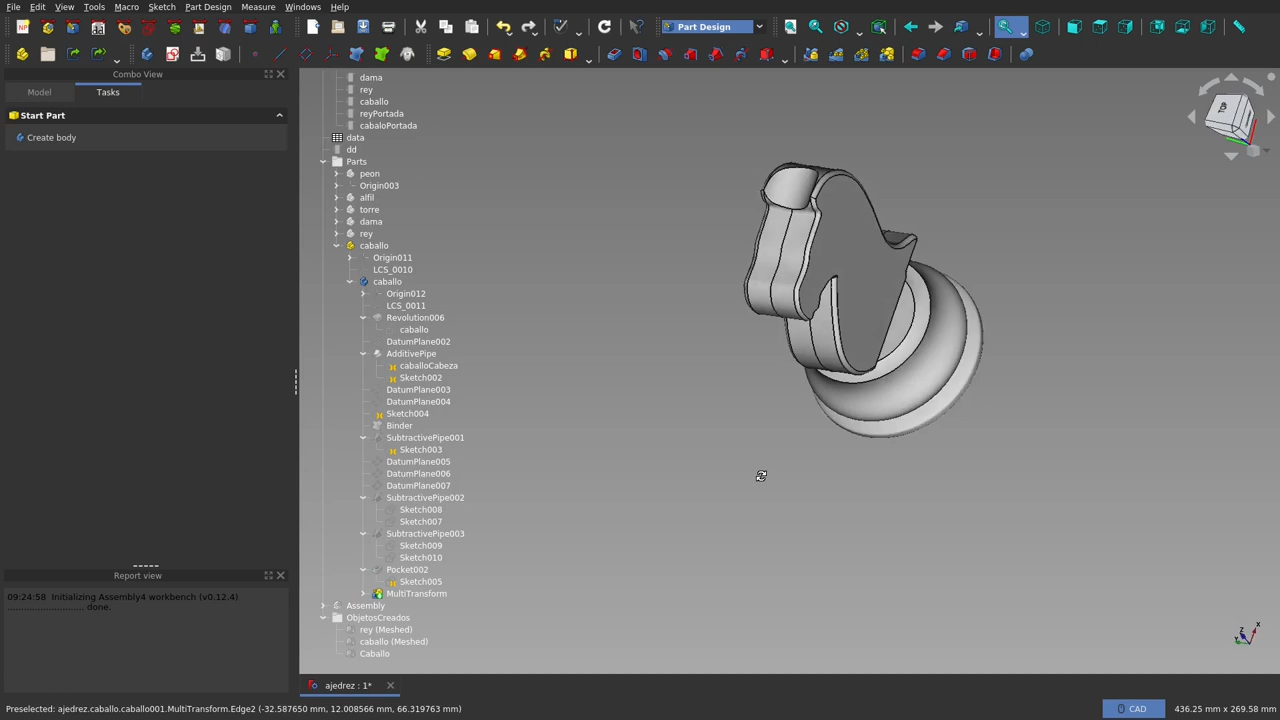 File Edit View Tools Macro Sketch Part Design Measure Windows Help
Part Design
Combo View
Model Tasks
Start Part
Create body
Report view
09:24:58 Initializing Assembly4 workbench (v0.12.4)
............................ done.
dama
rey
caballo
reyPortada
cabaloPortada
data
dd
Parts
peon
Origin003
alfil
torre
dama
rey
caballo
Origin011
LCS_0010
caballo
Origin012
LCS_0011
Revolution006
caballo
DatumPlane002
AdditivePipe
caballoCabeza
Sketch002
DatumPlane003
DatumPlane004
Sketch004
Binder
SubtractivePipe001
Sketch003
DatumPlane005
DatumPlane006
DatumPlane007
SubtractivePipe002
Sketch008
Sketch007
SubtractivePipe003
Sketch009
Sketch010
Pocket002
Sketch005
MultiTransform
Assembly
ObjetosCreados
rey (Meshed)
caballo (Meshed)
Caballo
Z X
ajedrez : 1*
Preselected: ajedrez.caballo.caballo001.MultiTransform.Edge2 (-32.587650 mm, 12.008566 mm, 66.319763 mm)
CAD
436.25 mm x 269.58 mm